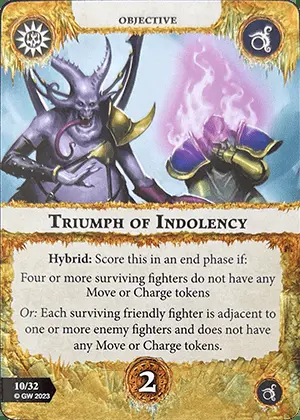 OBJECTIVE
TRIUMPH OF INDOLENCY
Hybrid: Score this in an end phase if:
Four or more surviving fighters do not have any
Move or Charge tokens
Or: Each surviving friendly fighter is adjacent to
one or more enemy fighters and does not have
any Move or Charge tokens.
10/32
© GW 2023
2